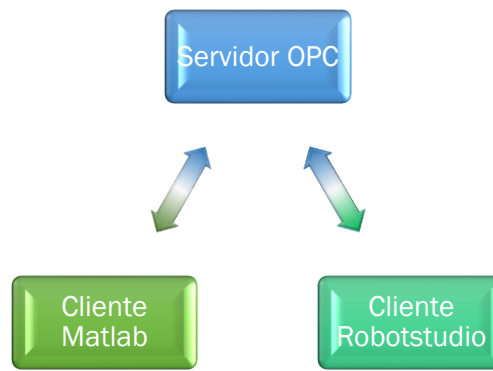 Servidor OPC
Cliente
Matlab
Cliente
Robotstudio